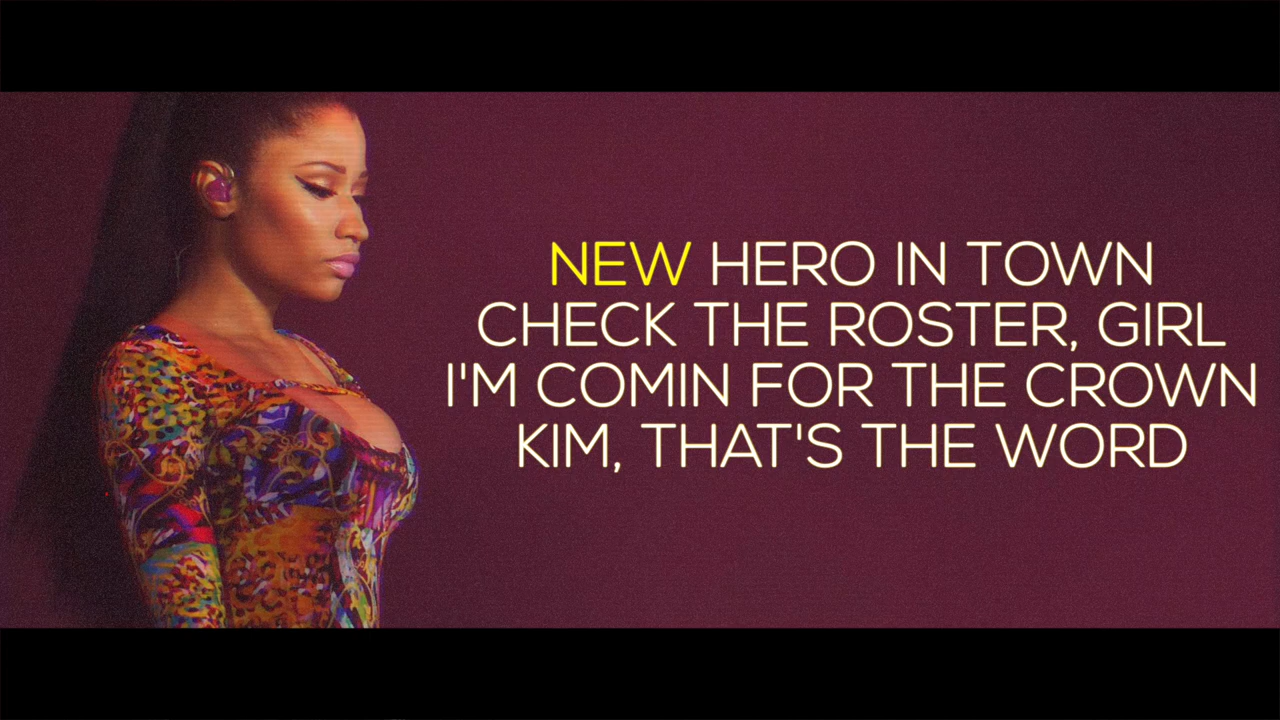 NEW HERO IN TOWN
CHECK THE ROSTER, GIRL
I'M COMIN FOR THE CROWN
KIM, THAT'S THE WORD